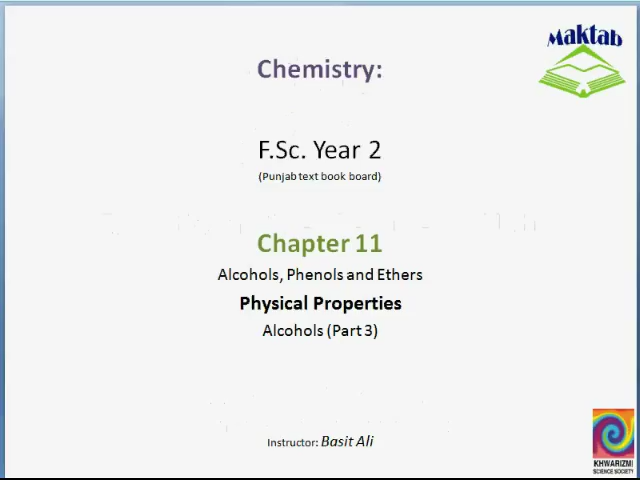 Maktab
Chemistry:
F.Sc. Year 2
(Punjab text book board)
Chapter 11
Alcohols, Phenols and Ethers
Physical Properties
Alcohols (Part 3)
Instructor: Basit Ali
KHWARIZMI
SCIENCE SOCIETY